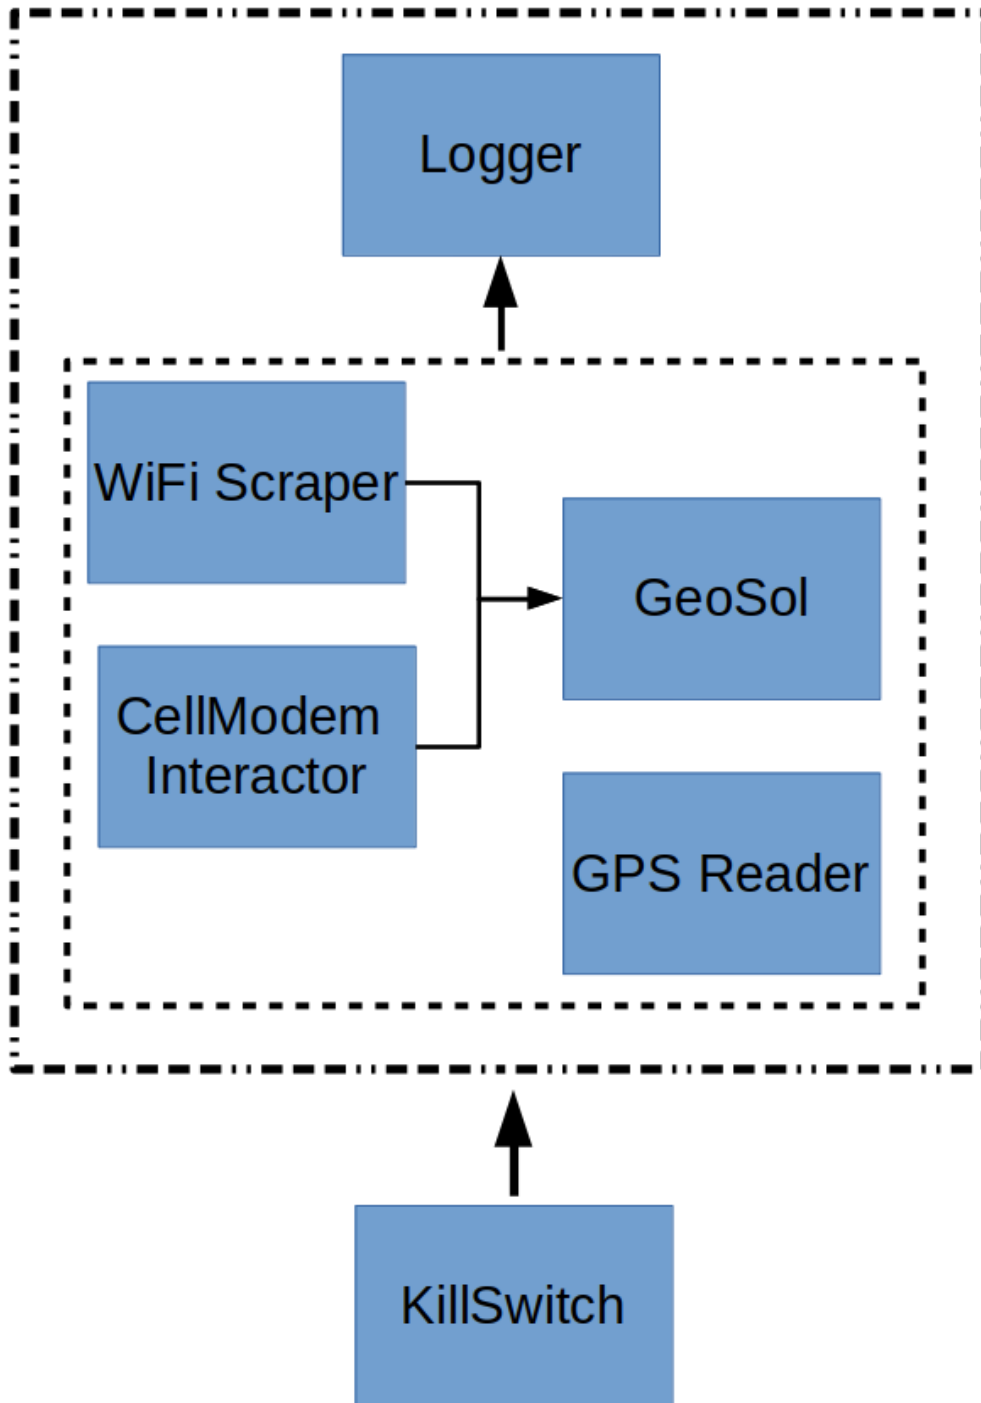 Logger
WiFi Scraper
GeoSol
CellModem
Interactor
GPS Reader
KillSwitch